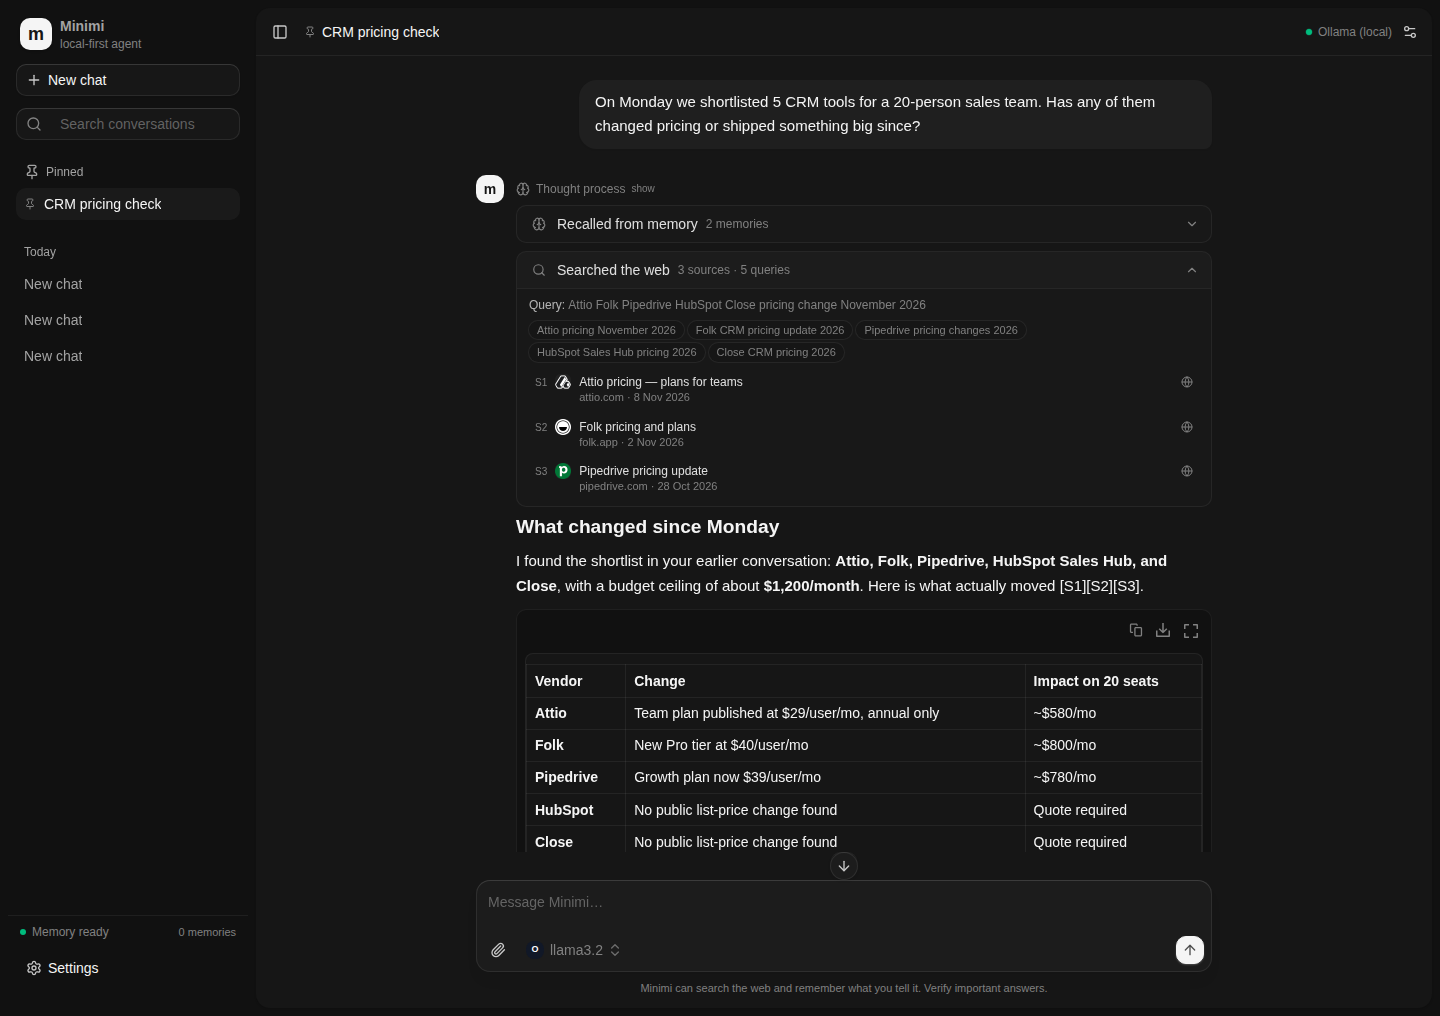 m
Minimi
local-first agent
New chat
Search conversations
Pinned
CRM pricing check
Today
New chat
New chat
New chat
Memory ready
0 memories
Settings
CRM pricing check
Ollama (local)
On Monday we shortlisted 5 CRM tools for a 20-person sales team. Has any of them
changed pricing or shipped something big since?
m
Thought process show
Recalled from memory 2 memories
Searched the web 3 sources · 5 queries
Query: Attio Folk Pipedrive HubSpot Close pricing change November 2026
Attio pricing November 2026 Folk CRM pricing update 2026 Pipedrive pricing changes 2026
HubSpot Sales Hub pricing 2026 Close CRM pricing 2026
S1 Attio pricing — plans for teams
attio.com · 8 Nov 2026
S2 Folk pricing and plans
folk.app · 2 Nov 2026
S3 p Pipedrive pricing update
pipedrive.com · 28 Oct 2026
What changed since Monday
I found the shortlist in your earlier conversation: Attio, Folk, Pipedrive, HubSpot Sales Hub, and
Close, with a budget ceiling of about $1,200/month. Here is what actually moved [S1][S2][S3].
Vendor Change Impact on 20 seats
Attio Team plan published at $29/user/mo, annual only ~$580/mo
Folk New Pro tier at $40/user/mo ~$800/mo
Pipedrive Growth plan now $39/user/mo ~$780/mo
HubSpot No public list-price change found Quote required
Close No public list-price change found Quote required
Message Minimi…
O llama3.2
Minimi can search the web and remember what you tell it. Verify important answers.